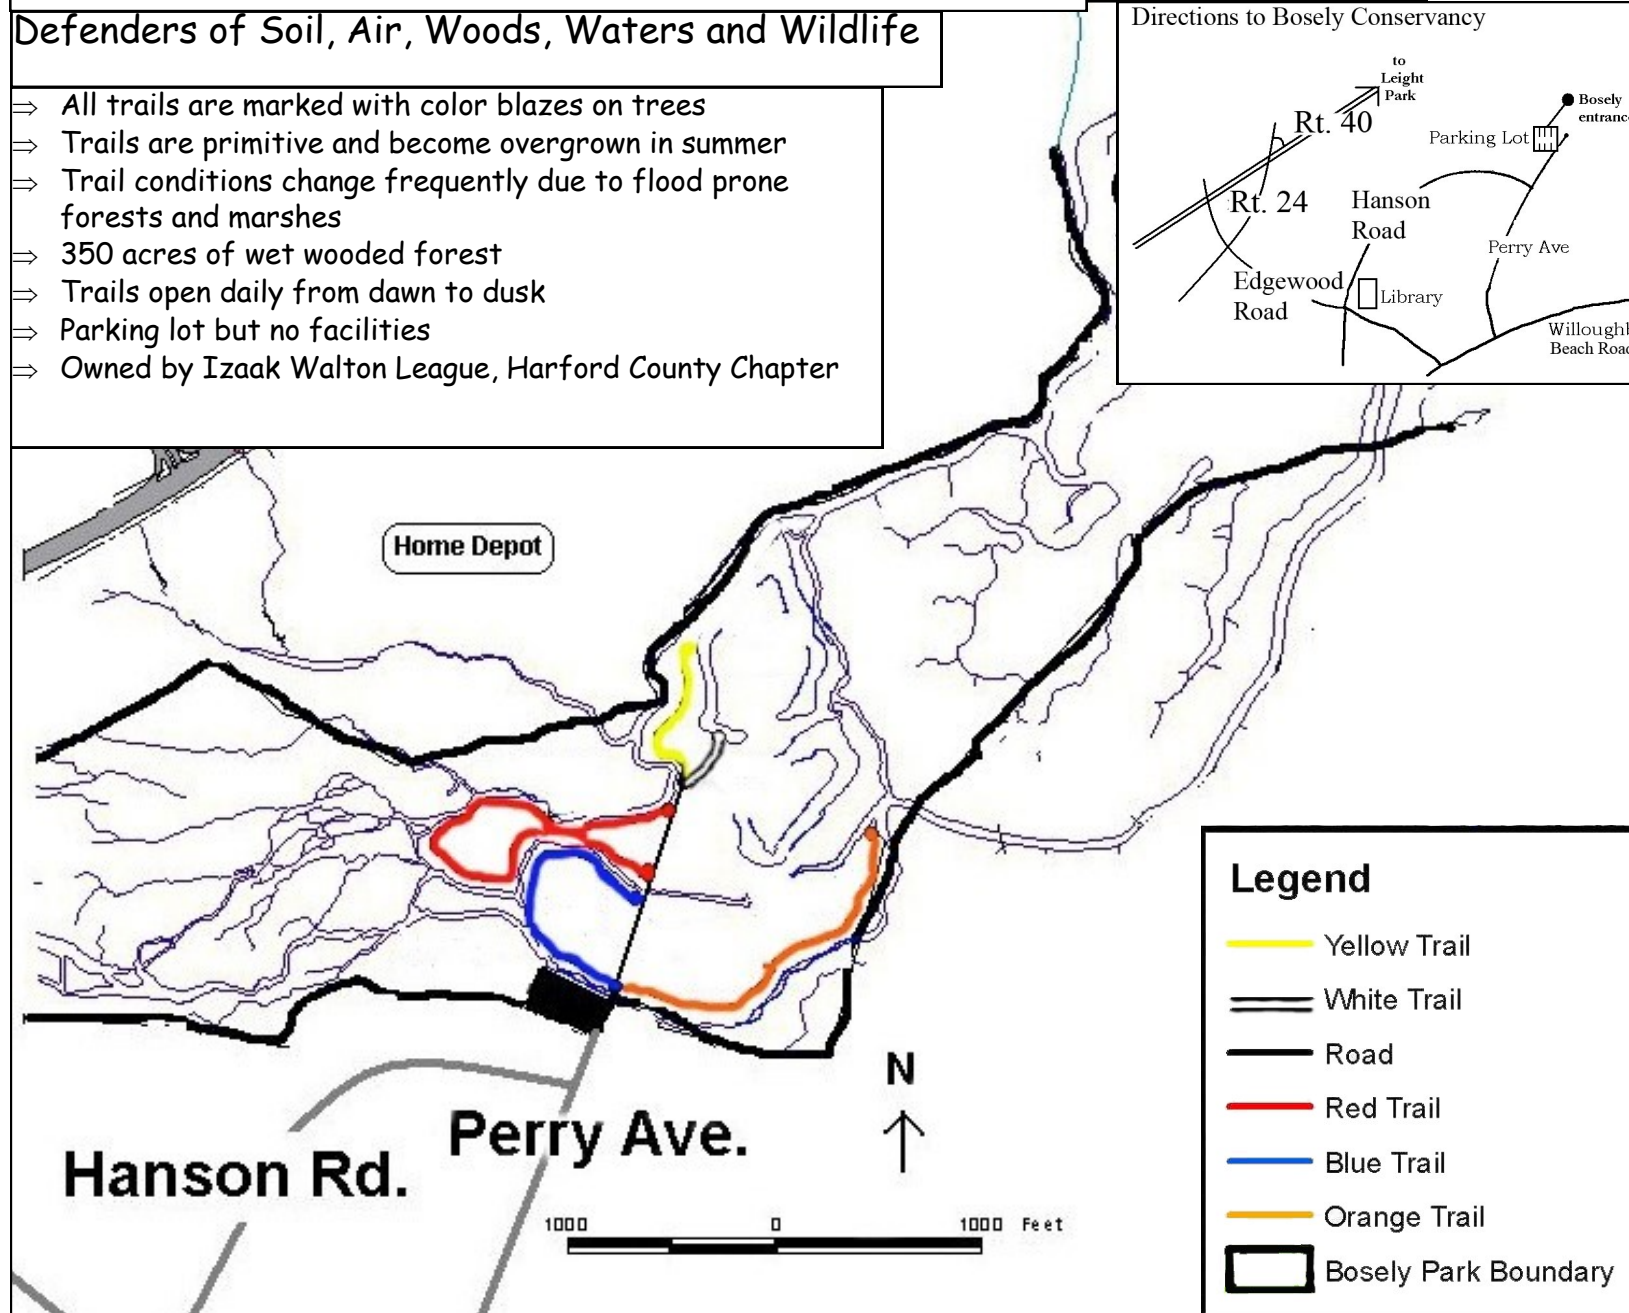 Defenders of Soil, Air, Woods, Waters and Wildlife
⇒ All trails are marked with color blazes on trees
⇒ Trails are primitive and become overgrown in summer
⇒ Trail conditions change frequently due to flood prone
forests and marshes
⇒ 350 acres of wet wooded forest
⇒ Trails open daily from dawn to dusk
⇒ Parking lot but no facilities
⇒ Owned by Izaak Walton League, Harford County Chapter
Directions to Bosely Conservancy
to
Leight
Park
Rt. 40
Bosely
entrance
Parking Lot
Rt. 24
Hanson
Road
Perry Ave
Edgewood
Road
Library
Willoughb
Beach Road
Home Depot
Legend
Yellow Trail
White Trail
Road
Red Trail
Blue Trail
Orange Trail
Bosely Park Boundary
N
Perry Ave.
Hanson Rd.
1000 0 1000 Feet